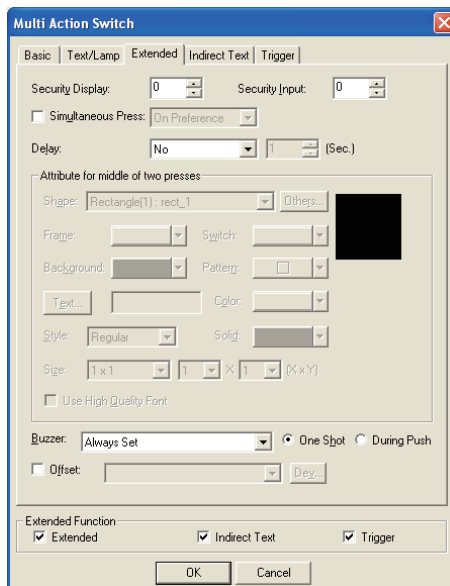 Multi Action Switch
Basic Text/Lamp Extended Indirect Text Trigger
Security Display: 0 Security Input: 0
Simultaneous Press: On Preference
Delay: No 1 (Sec.)
Attribute for middle of two presses
Shape: Rectangle(1) : rect_1 Others...
Frame: Switch:
Background: Pattern:
Text... Color:
Style: Regular Solid:
Size: 1 x 1 1 X 1 (X x Y)
Use High Quality Font
Buzzer: Always Set One Shot During Push
Offset: Dev...
Extended Function
Extended Indirect Text Trigger
OK Cancel